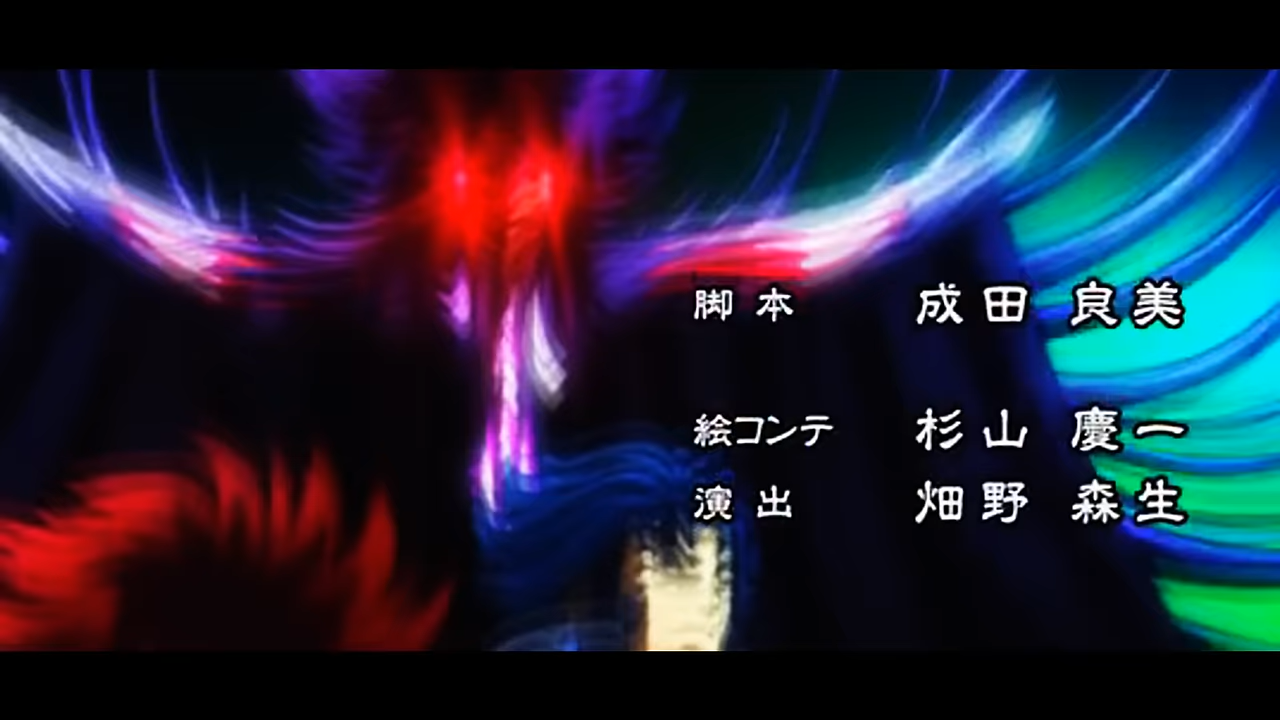 脚本 成田 良美
絵コンテ 杉山 慶一
演出 畑野 森生